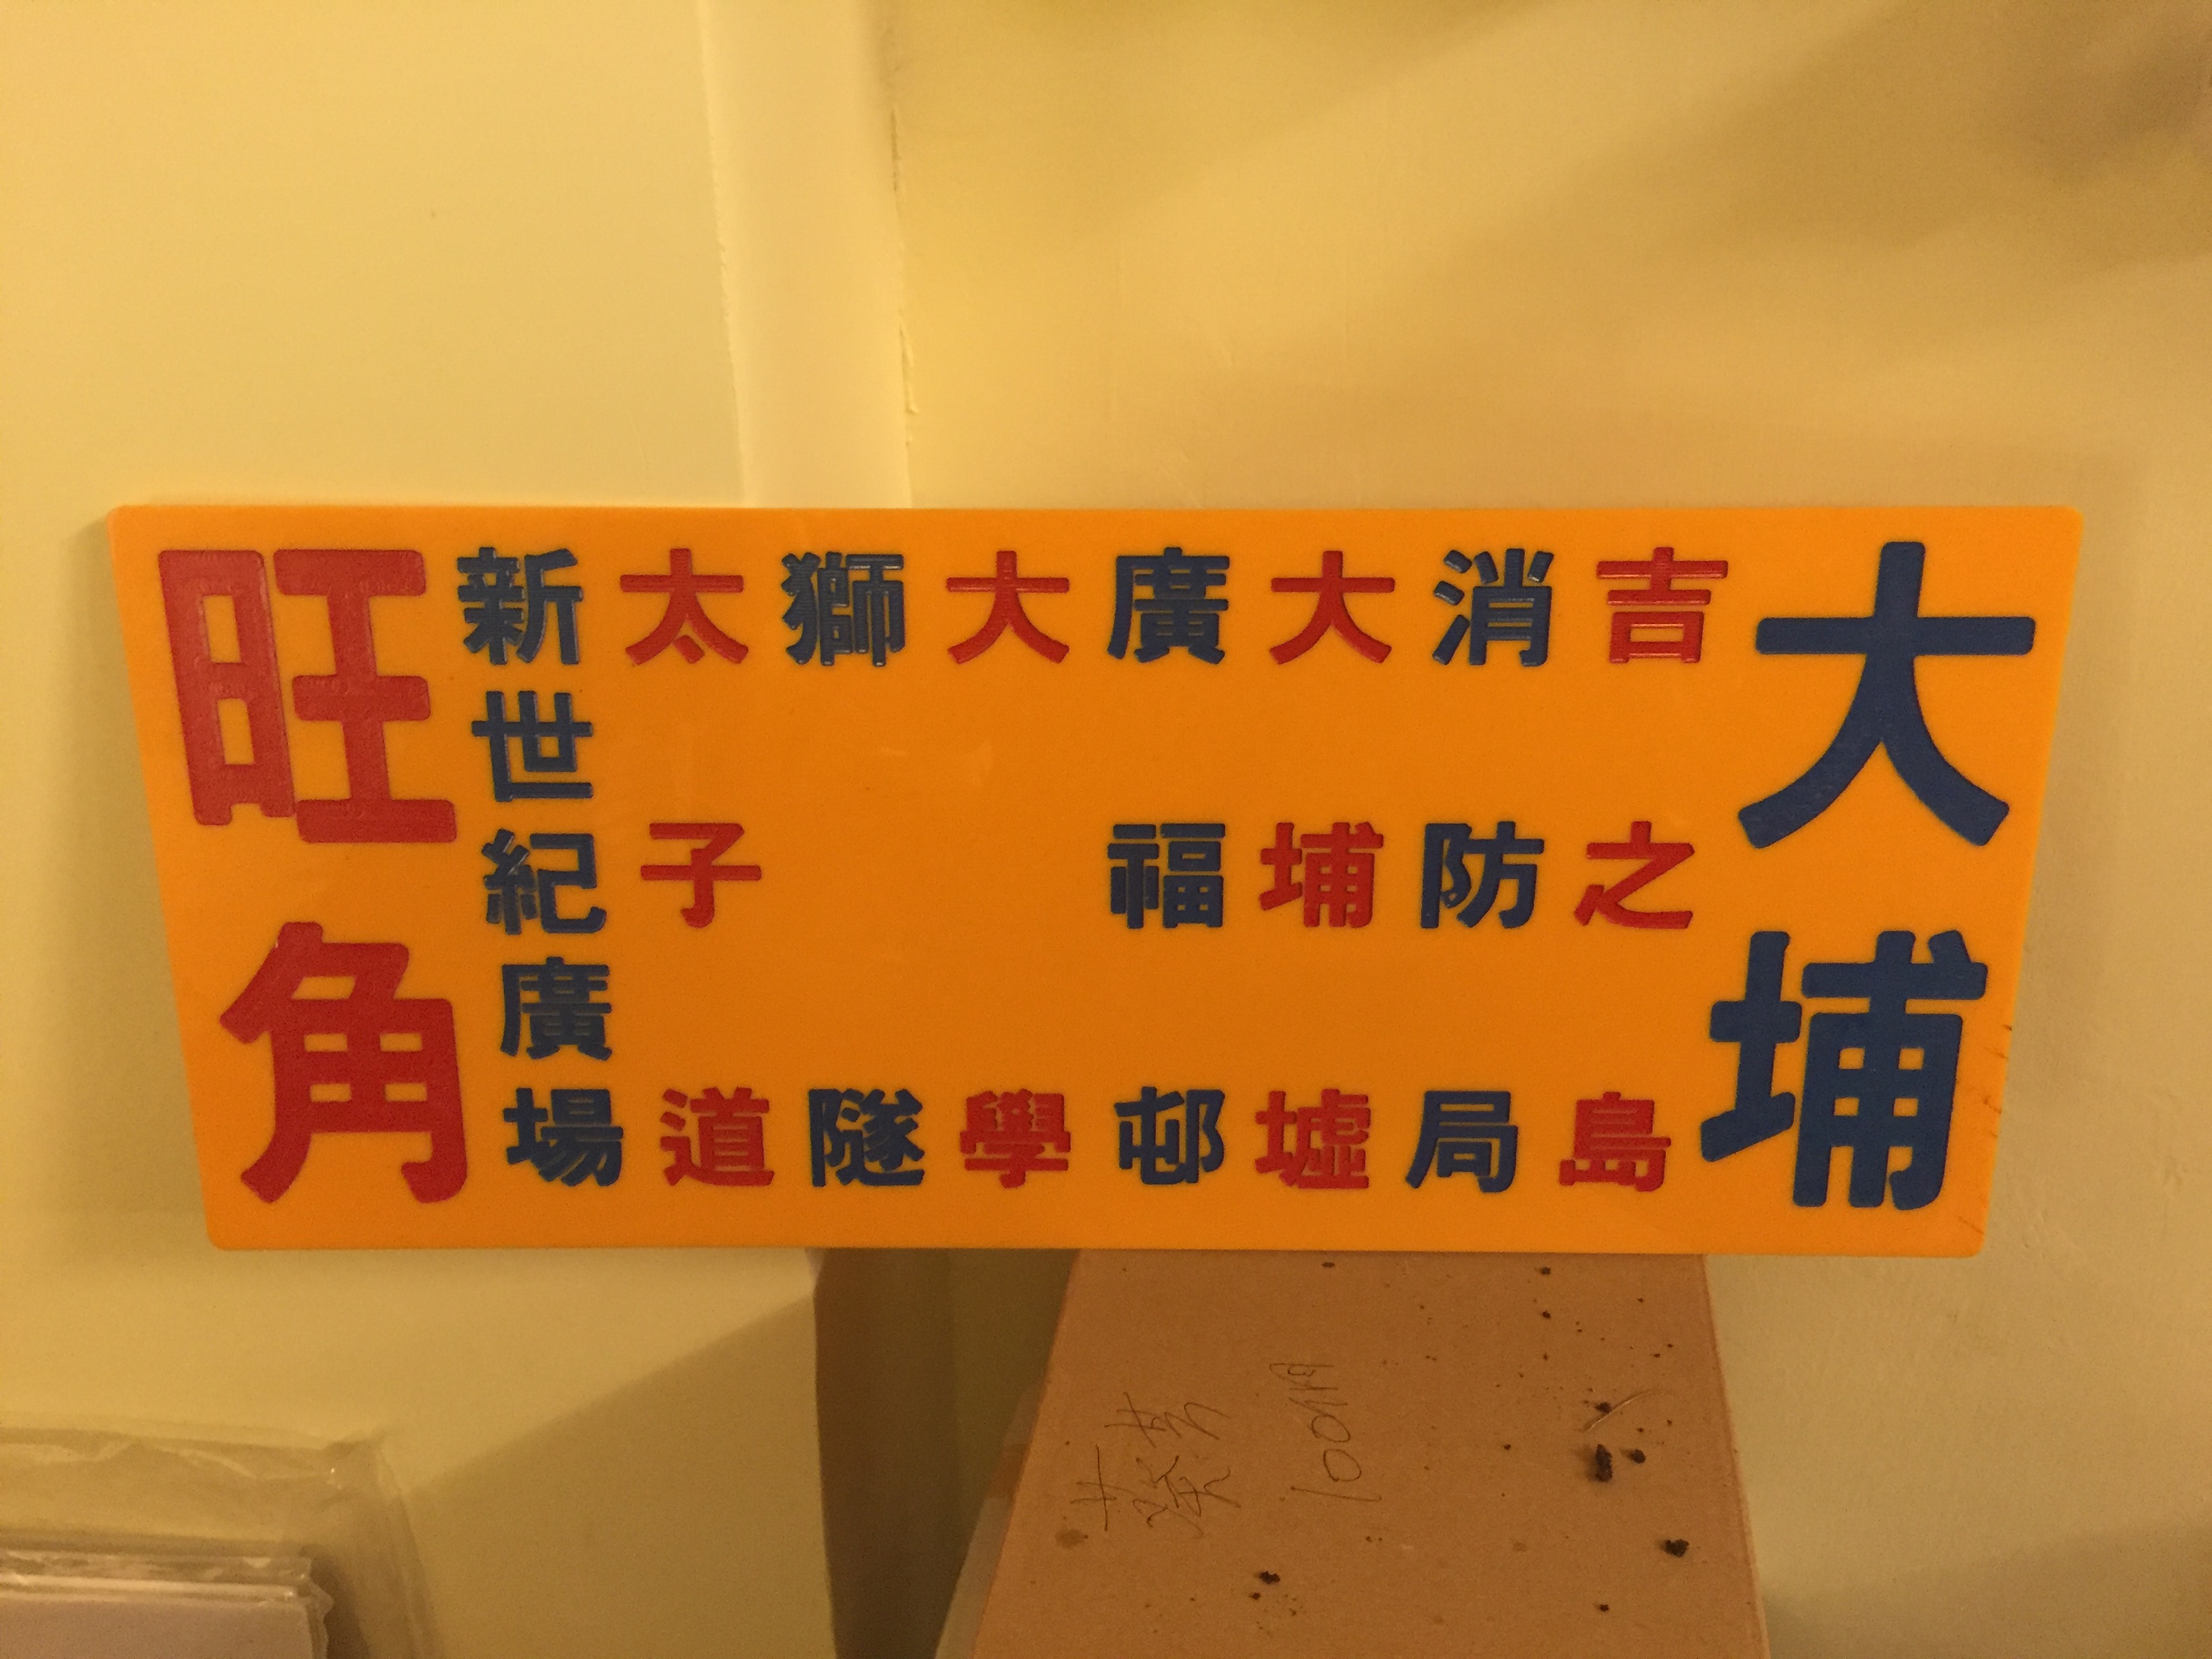 旺角
新世紀廣場
太子道
獅隧
大學
廣福邨
大埔墟
消防局
吉之島
大埔
100M